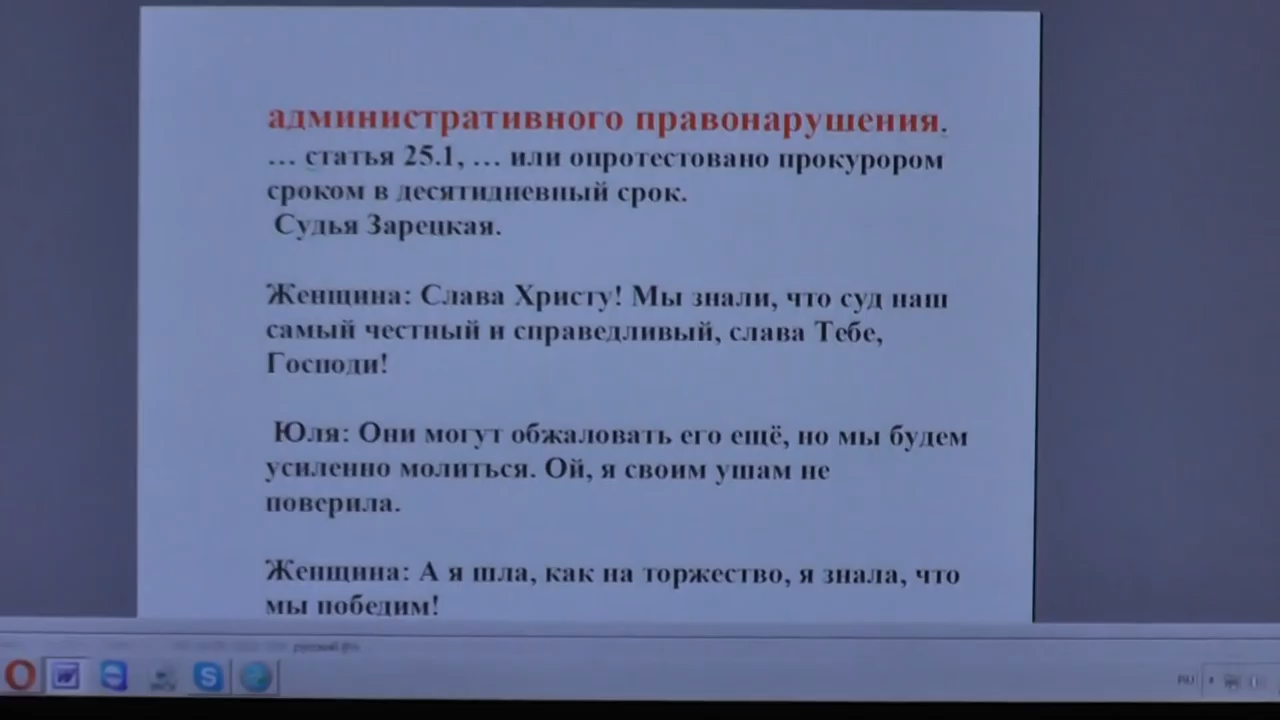 административного правонарушения.
… статья 25.1, … или опротестовано прокурором
сроком в десятидневный срок.
Судья Зарецкая.
Женщина: Слава Христу! Мы знали, что суд наш
самый честный и справедливый, слава Тебе,
Господи!
Юля: Они могут обжаловать его ещё, но мы будем
усиленно молиться. Ой, я своим ушам не
поверила.
Женщина: А я шла, как на торжество, я знала, что
мы победим!
RU